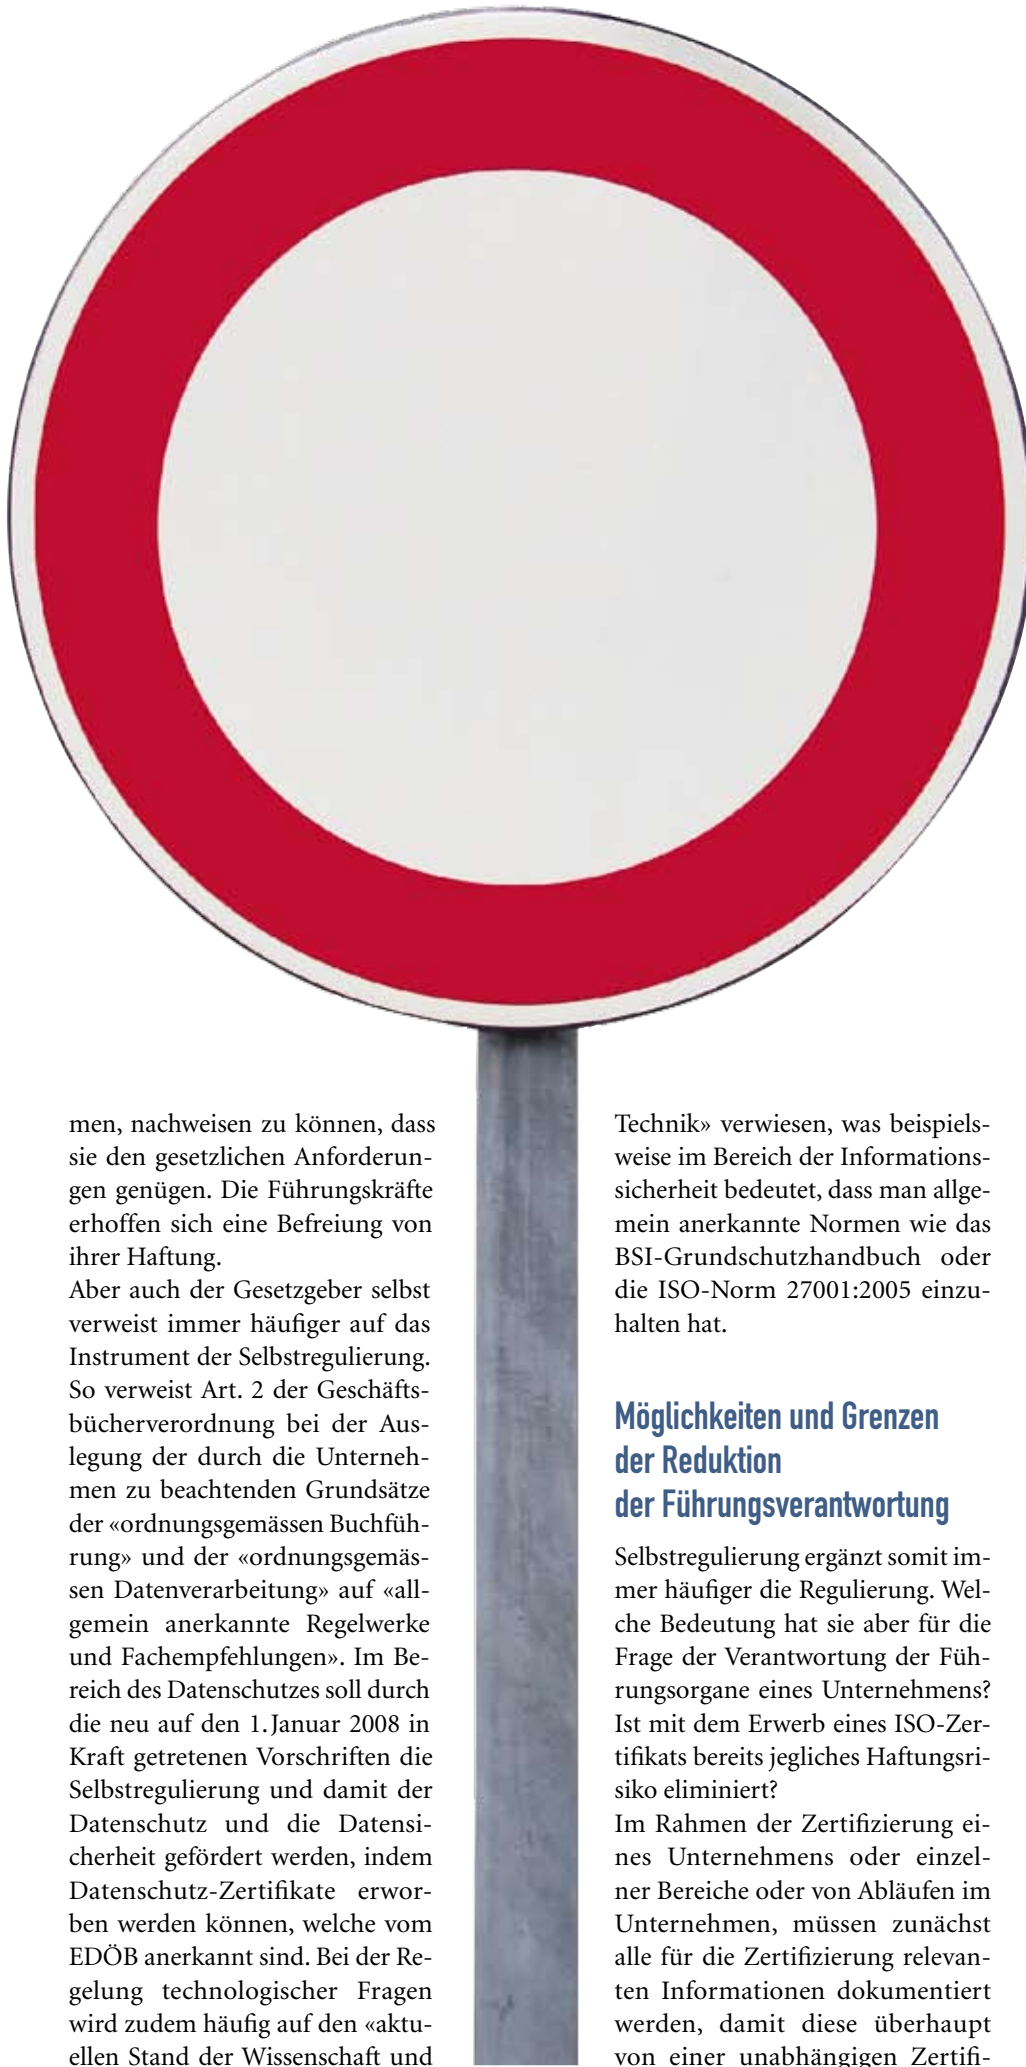 men, nachweisen zu können, dass
sie den gesetzlichen Anforderun-
gen genügen. Die Führungskräfte
erhoffen sich eine Befreiung von
ihrer Haftung.
Aber auch der Gesetzgeber selbst
verweist immer häufiger auf das
Instrument der Selbstregulierung.
So verweist Art. 2 der Geschäfts-
bücherverordnung bei der Aus-
legung der durch die Unterneh-
men zu beachtenden Grundsätze
der «ordnungsgemässen Buchfüh-
rung» und der «ordnungsgemäs-
sen Datenverarbeitung» auf «all-
gemein anerkannte Regelwerke
und Fachempfehlungen». Im Be-
reich des Datenschutzes soll durch
die neu auf den 1. Januar 2008 in
Kraft getretenen Vorschriften die
Selbstregulierung und damit der
Datenschutz und die Datensi-
cherheit gefördert werden, indem
Datenschutz-Zertifikate erwor-
ben werden können, welche vom
EDÖB anerkannt sind. Bei der Re-
gelung technologischer Fragen
wird zudem häufig auf den «aktu-
ellen Stand der Wissenschaft und
Technik» verwiesen, was beispiels-
weise im Bereich der Informations-
sicherheit bedeutet, dass man allge-
mein anerkannte Normen wie das
BSI-Grundschutzhandbuch oder
die ISO-Norm 27001:2005 einzu-
halten hat.
Möglichkeiten und Grenzen
der Reduktion
der Führungsverantwortung
Selbstregulierung ergänzt somit im-
mer häufiger die Regulierung. Wel-
che Bedeutung hat sie aber für die
Frage der Verantwortung der Füh-
rungsorgane eines Unternehmens?
Ist mit dem Erwerb eines ISO-Zer-
tifikats bereits jegliches Haftungsri-
siko eliminiert?
Im Rahmen der Zertifizierung ei-
nes Unternehmens oder einzel-
ner Bereiche oder von Abläufen im
Unternehmen, müssen zunächst
alle für die Zertifizierung relevan-
ten Informationen dokumentiert
werden, damit diese überhaupt
von einer unabhängigen Zertifi-